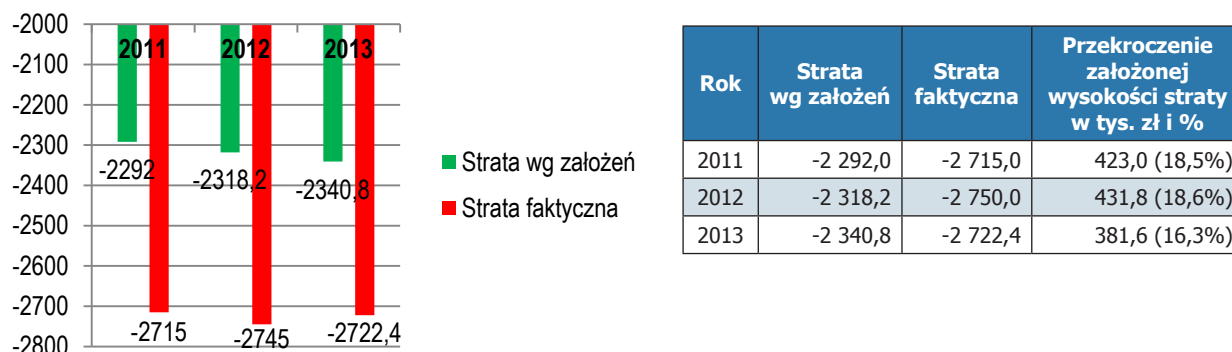 -2000
-2100
-2200
-2300
-2400
-2500
-2600
-2700
-2800
2011 2012 2013
-2292
-2318,2
-2340,8
-2715
-2745
-2722,4
Strata wg założeń
Strata faktyczna
Rok
Strata
wg założeń
Strata
faktyczna
Przekroczenie
założonej
wysokości straty
w tys. zł i %
2011 -2 292,0 -2 715,0 423,0 (18,5%)
2012 -2 318,2 -2 750,0 431,8 (18,6%)
2013 -2 340,8 -2 722,4 381,6 (16,3%)